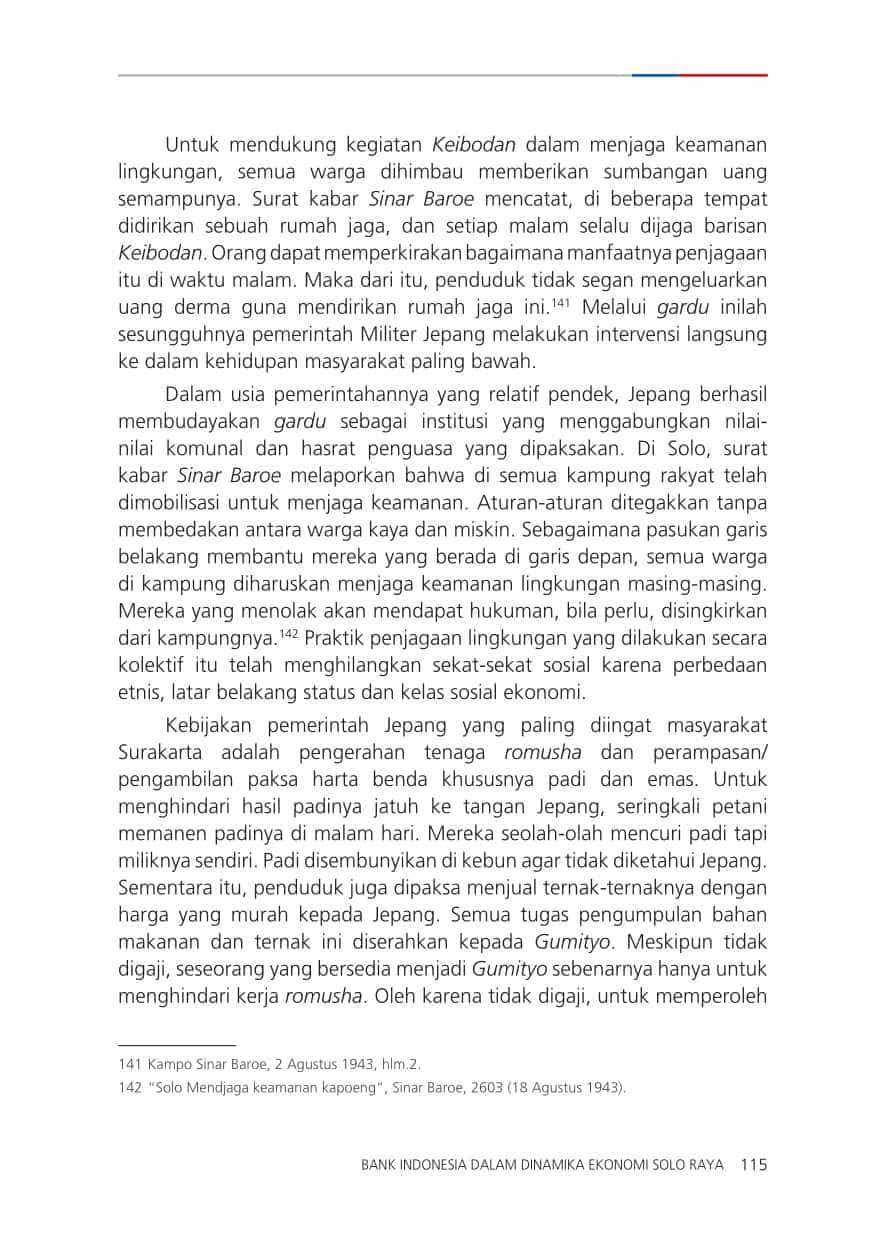 Untuk mendukung kegiatan Keibodan dalam menjaga keamanan
lingkungan, semua warga dihimbau memberikan sumbangan uang
semampunya. Surat kabar Sinar Baroe mencatat, di beberapa tempat
didirikan sebuah rumah jaga, dan setiap malam selalu dijaga barisan
Keibodan. Orang dapat memperkirakan bagaimana manfaatnya penjagaan
itu di waktu malam. Maka dari itu, penduduk tidak segan mengeluarkan
uang derma guna mendirikan rumah jaga ini.141 Melalui gardu inilah
sesungguhnya pemerintah Militer Jepang melakukan intervensi langsung
ke dalam kehidupan masyarakat paling bawah.
Dalam usia pemerintahannya yang relatif pendek, Jepang berhasil
membudayakan gardu sebagai institusi yang menggabungkan nilai-
nilai komunal dan hasrat penguasa yang dipaksakan. Di Solo, surat
kabar Sinar Baroe melaporkan bahwa di semua kampung rakyat telah
dimobilisasi untuk menjaga keamanan. Aturan-aturan ditegakkan tanpa
membedakan antara warga kaya dan miskin. Sebagaimana pasukan garis
belakang membantu mereka yang berada di garis depan, semua warga
di kampung diharuskan menjaga keamanan lingkungan masing-masing.
Mereka yang menolak akan mendapat hukuman, bila perlu, disingkirkan
dari kampungnya.142 Praktik penjagaan lingkungan yang dilakukan secara
kolektif itu telah menghilangkan sekat-sekat sosial karena perbedaan
etnis, latar belakang status dan kelas sosial ekonomi.
Kebijakan pemerintah Jepang yang paling diingat masyarakat
Surakarta adalah pengerahan tenaga romusha dan perampasan/
pengambilan paksa harta benda khususnya padi dan emas. Untuk
menghindari hasil padinya jatuh ke tangan Jepang, seringkali petani
memanen padinya di malam hari. Mereka seolah-olah mencuri padi tapi
miliknya sendiri. Padi disembunyikan di kebun agar tidak diketahui Jepang.
Sementara itu, penduduk juga dipaksa menjual ternak-ternaknya dengan
harga yang murah kepada Jepang. Semua tugas pengumpulan bahan
makanan dan ternak ini diserahkan kepada Gumityo. Meskipun tidak
digaji, seseorang yang bersedia menjadi Gumityo sebenarnya hanya untuk
menghindari kerja romusha. Oleh karena tidak digaji, untuk memperoleh
141 Kampo Sinar Baroe, 2 Agustus 1943, hlm.2.
142 “Solo Mendjaga keamanan kapoeng”, Sinar Baroe, 2603 (18 Agustus 1943).
BANK INDONESIA DALAM DINAMIKA EKONOMI SOLO RAYA 115